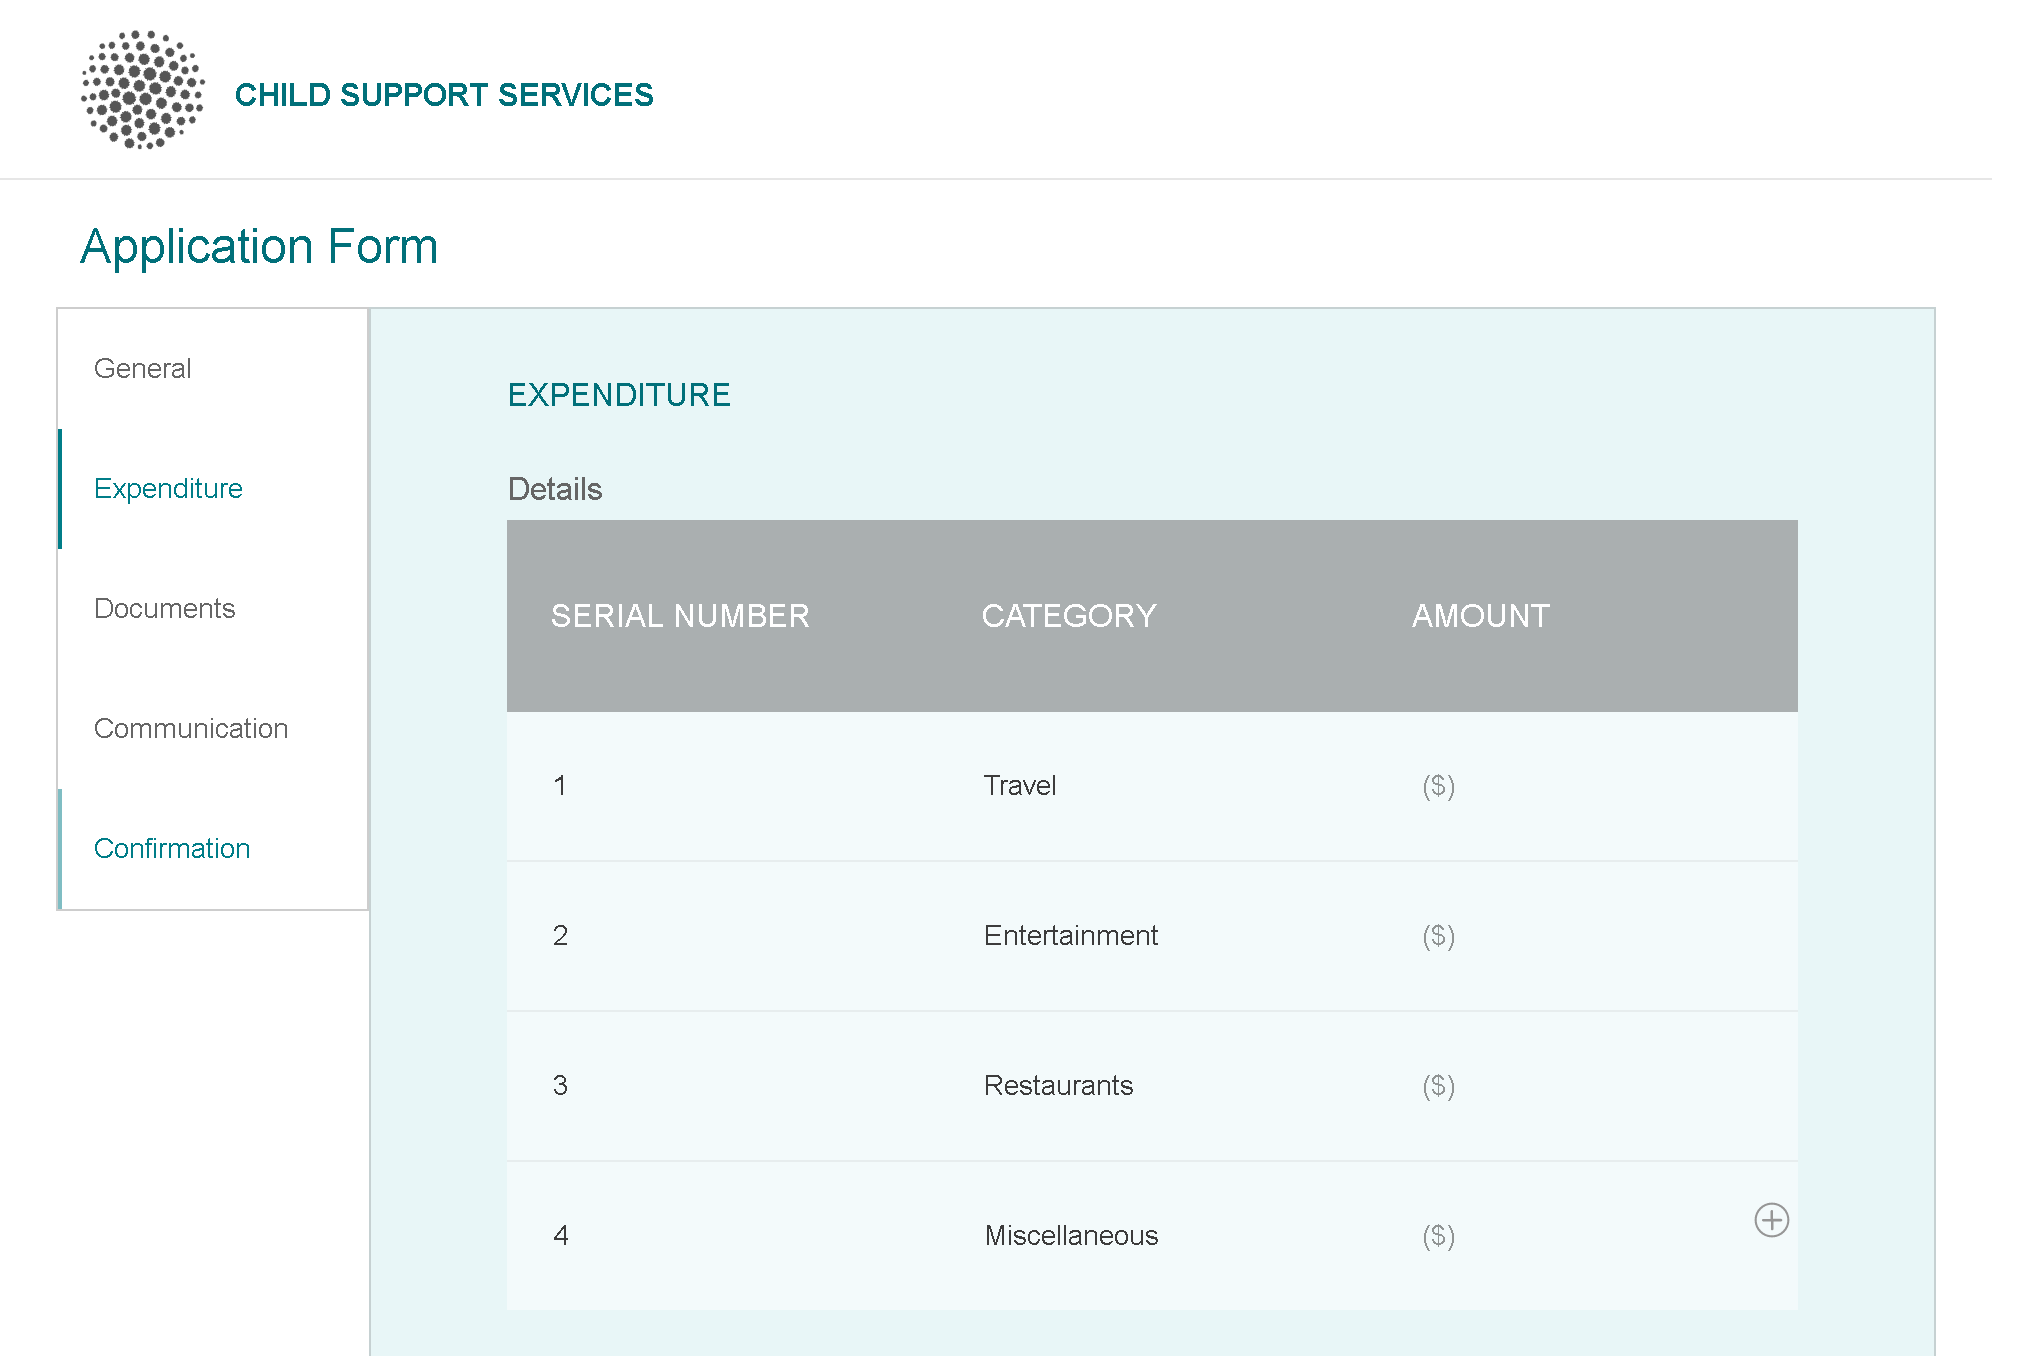 CHILD SUPPORT SERVICES
Application Form
General
Expenditure
Documents
Communication
Confirmation
EXPENDITURE
Details
SERIAL NUMBER CATEGORY AMOUNT
1 Travel ($)
2 Entertainment ($)
3 Restaurants ($)
4 Miscellaneous ($)